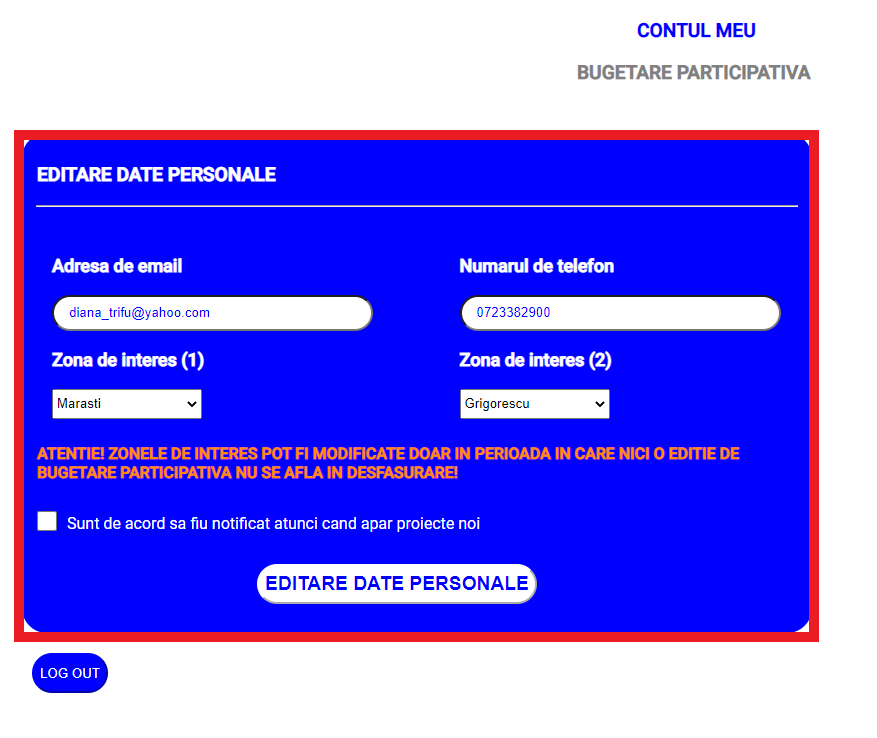 CONTUL MEU
BUGETARE PARTICIPATIVA
EDITARE DATE PERSONALE
Adresa de email
Numarul de telefon
diana_trifu@yahoo.com
0723382900
Zona de interes (1)
Zona de interes (2)
Marasti
Grigorescu
ATENTIE! ZONELE DE INTERES POT FI MODIFICATE DOAR IN PERIOADA IN CARE NICI O EDITIE DE
BUGETARE PARTICIPATIVA NU SE AFLA IN DESFASURARE!
Sunt de acord sa fiu notificat atunci cand apar proiecte noi
EDITARE DATE PERSONALE
LOG OUT